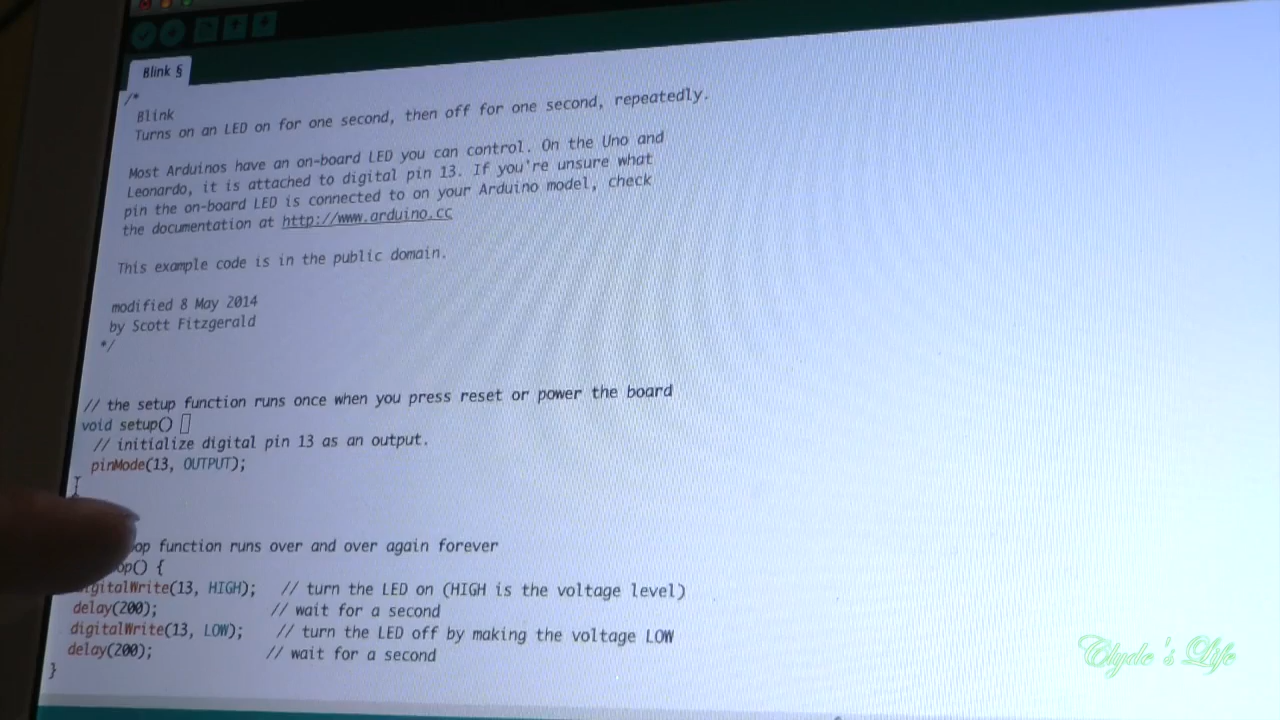 Blink §
/*
Blink
Turns on an LED on for one second, then off for one second, repeatedly.
Most Arduinos have an on-board LED you can control. On the Uno and
Leonardo, it is attached to digital pin 13. If you're unsure what
pin the on-board LED is connected to on your Arduino model, check
the documentation at http://www.arduino.cc
This example code is in the public domain.
modified 8 May 2014
by Scott Fitzgerald
*/
// the setup function runs once when you press reset or power the board
void setup()
// initialize digital pin 13 as an output.
pinMode(13, OUTPUT);
function runs over and over again forever
{
digitalWrite(13, HIGH); // turn the LED on (HIGH is the voltage level)
delay(200); // wait for a second
digitalWrite(13, LOW); // turn the LED off by making the voltage LOW
delay(200); // wait for a second
}
Clyde's Life